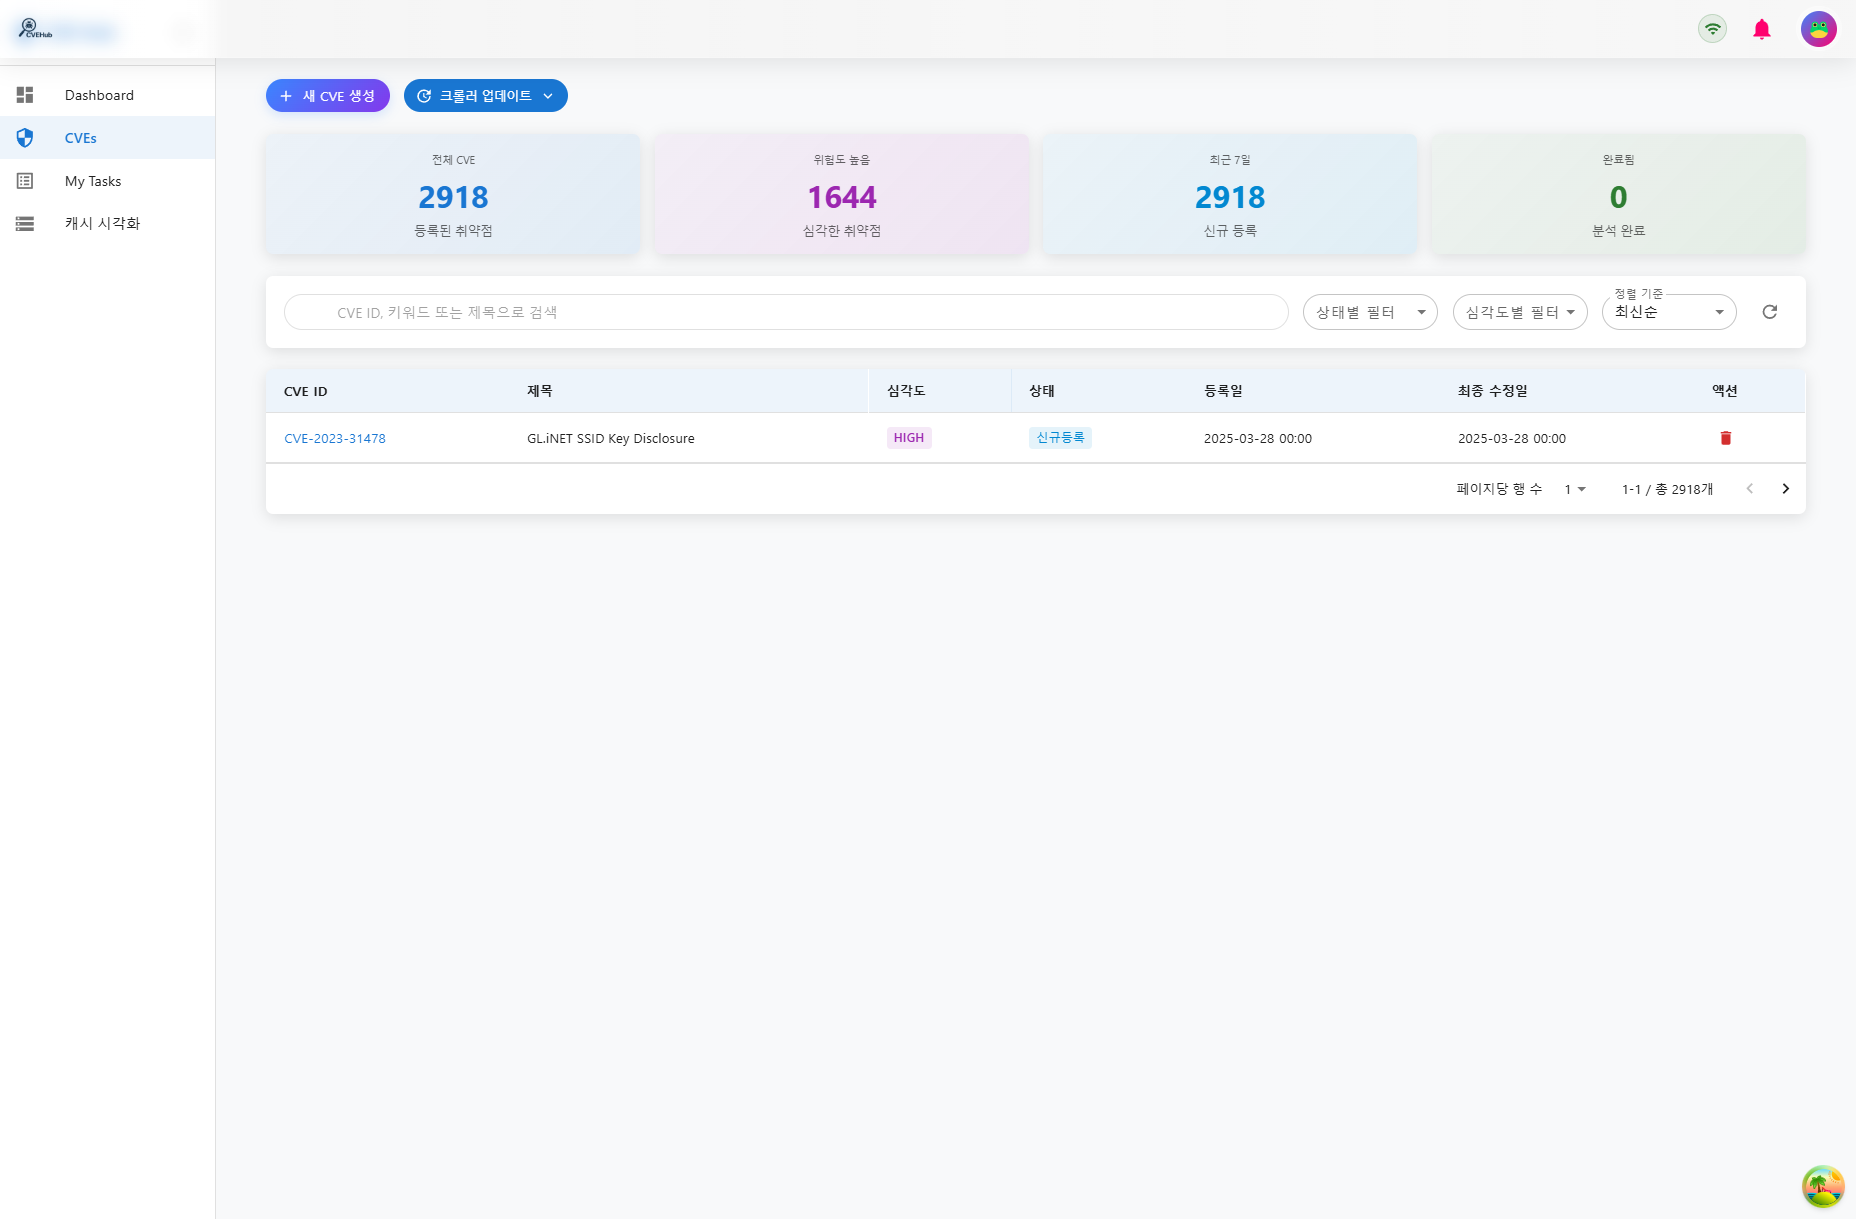 CVEHub
Dashboard
CVEs
My Tasks
캐시 시각화
새 CVE 생성
크롤러 업데이트
전체 CVE
2918
등록된 취약점
위험도 높음
1644
심각한 취약점
최근 7일
2918
신규 등록
완료됨
0
분석 완료
CVE ID, 키워드 또는 제목으로 검색
상태별 필터
심각도별 필터
정렬 기준
최신순
CVE ID 제목 심각도 상태 등록일 최종 수정일 액션
CVE-2023-31478 GL.iNET SSID Key Disclosure HIGH 신규등록 2025-03-28 00:00 2025-03-28 00:00
페이지당 행 수 1 1-1 / 총 2918개